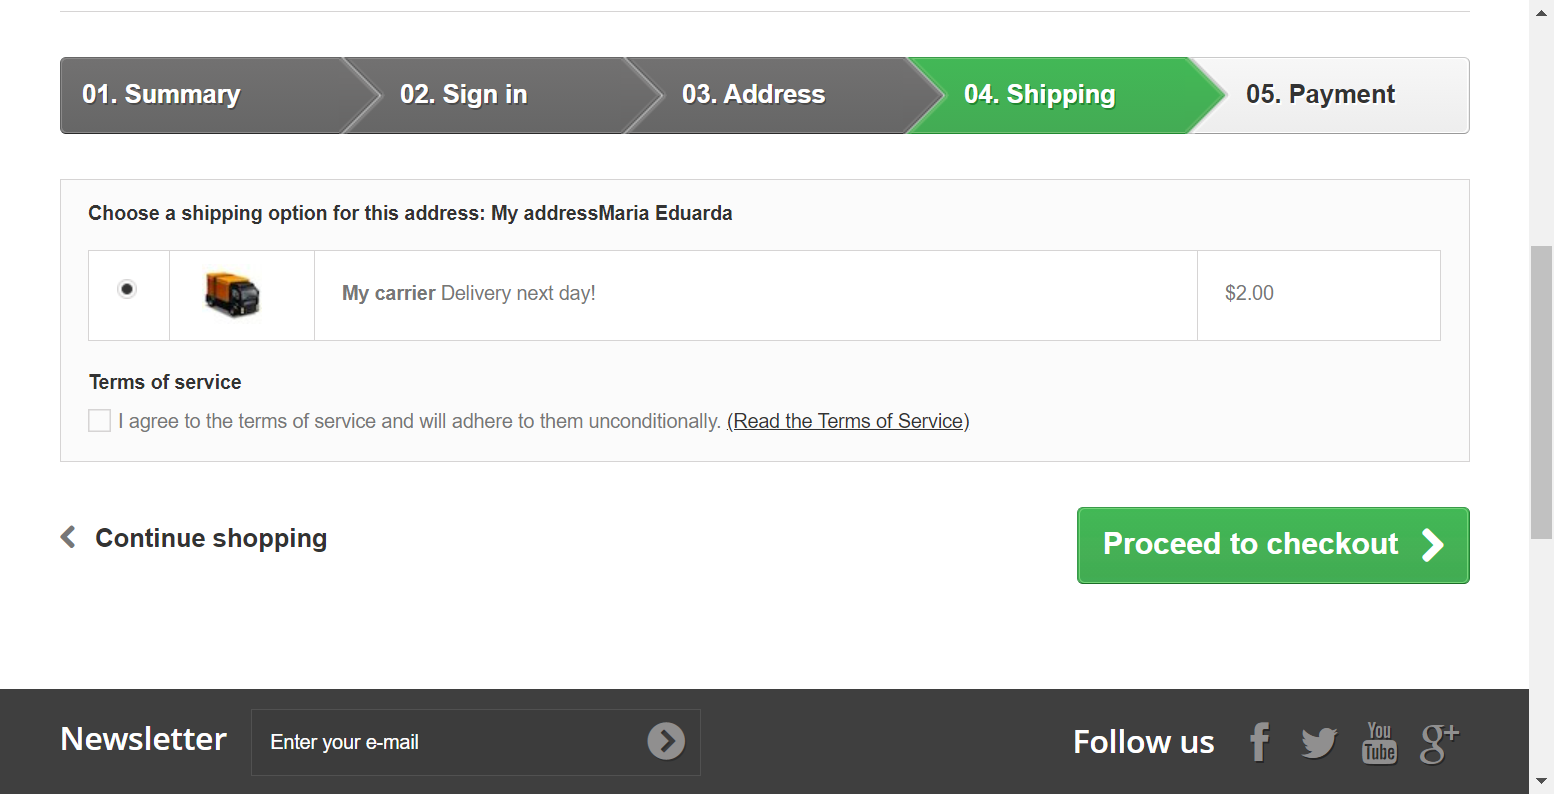 01. Summary
02. Sign in
03. Address
04. Shipping
05. Payment
Choose a shipping option for this address: My addressMaria Eduarda
My carrier Delivery next day!
$2.00
Terms of service
I agree to the terms of service and will adhere to them unconditionally. (Read the Terms of Service)
Continue shopping
Proceed to checkout
Newsletter
Enter your e-mail
Follow us
f
You
Tube
g+